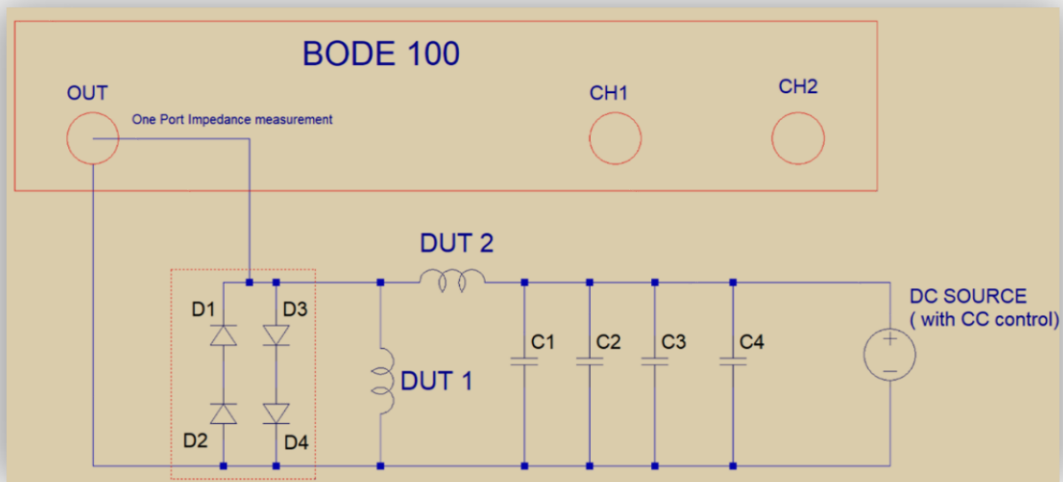 BODE 100
OUT
CH1
CH2
One Port Impedance measurement
DUT 2
D1
D3
C1
C2
C3
C4
DC SOURCE
( with CC control)
+
−
DUT 1
D2
D4